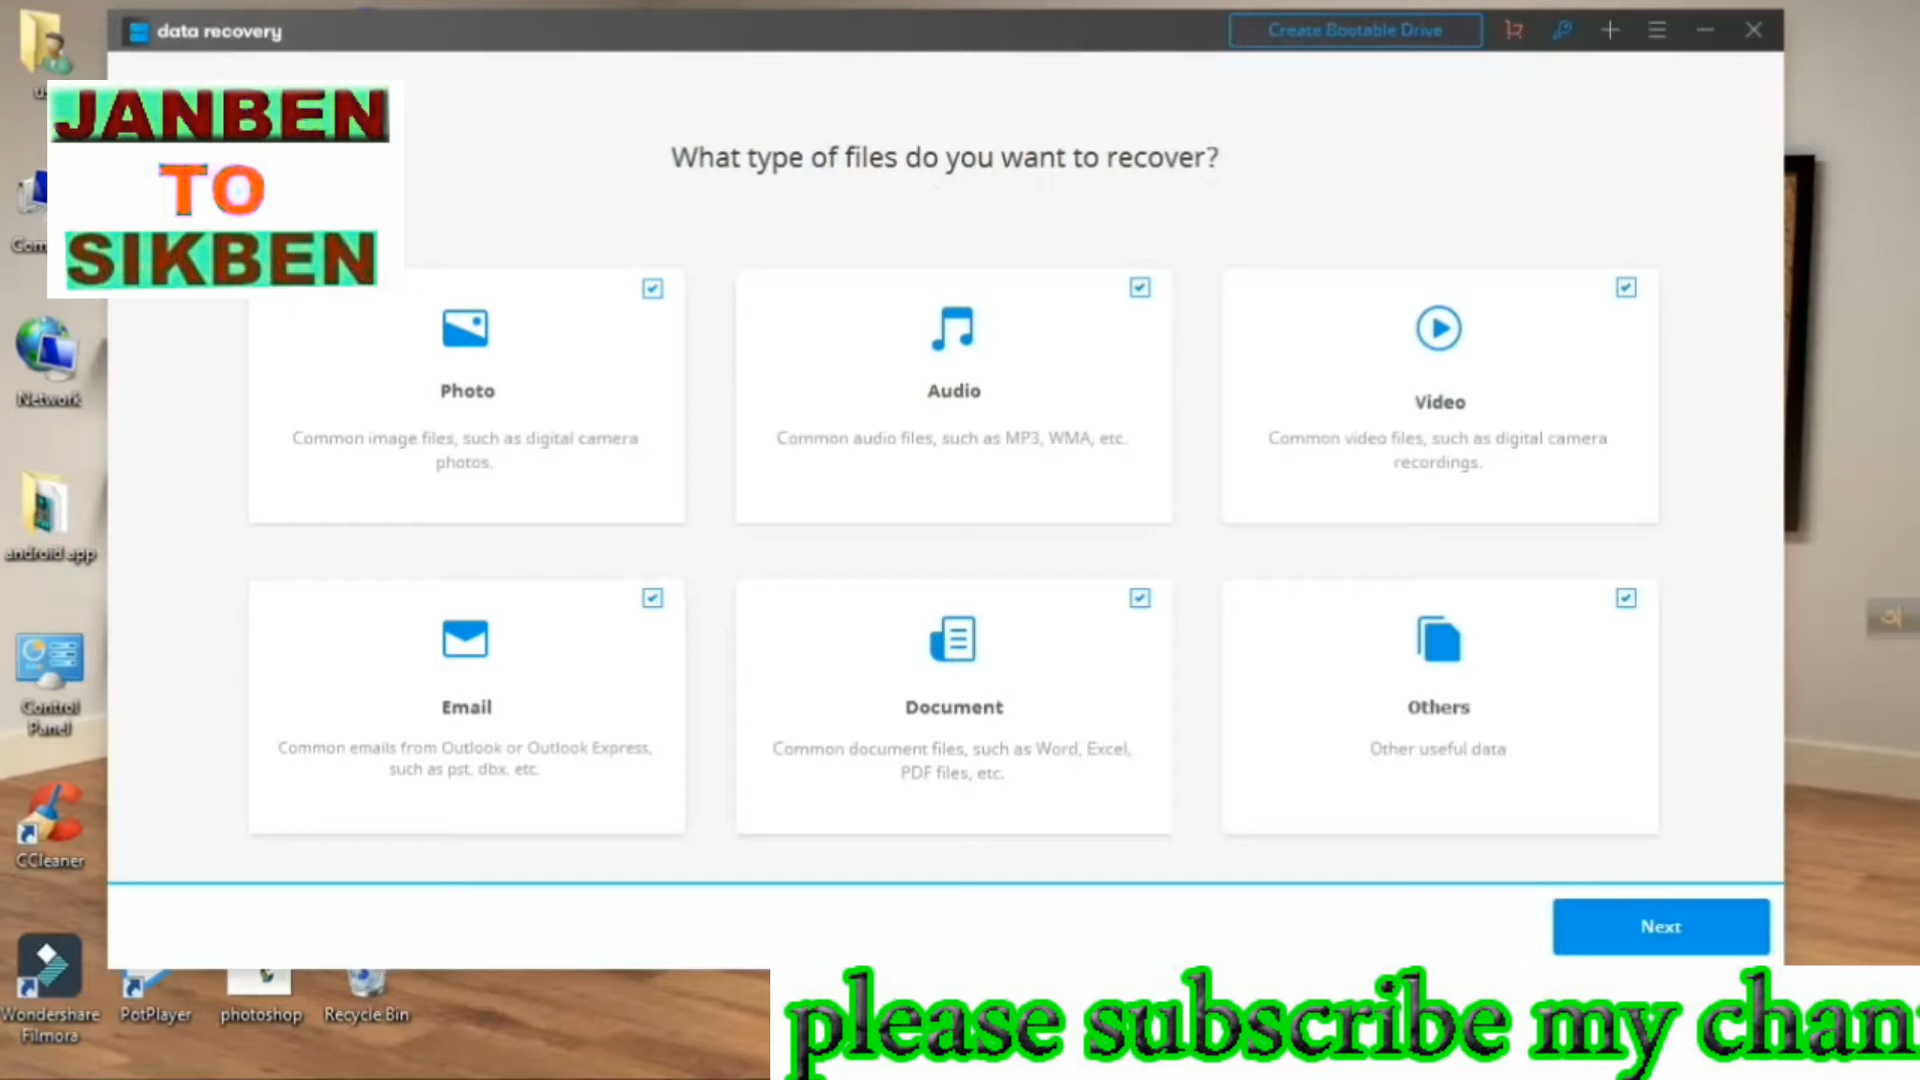 data recovery
Create Bootable Drive
JANBEN
TO
SIKBEN
What type of files do you want to recover?
Photo
Common image files, such as digital camera
photos.
Audio
Common audio files, such as MP3, WMA, etc.
Video
Common video files, such as digital camera
recordings.
Email
Common emails from Outlook or Outlook Express,
such as pst, dbx, etc.
Document
Common document files, such as Word, Excel,
PDF files, etc.
Others
Other useful data
Next
Network
android app
Control
Panel
CCleaner
Wondershare
Filmora
PotPlayer
photoshop
Recycle Bin
please subscribe my chan